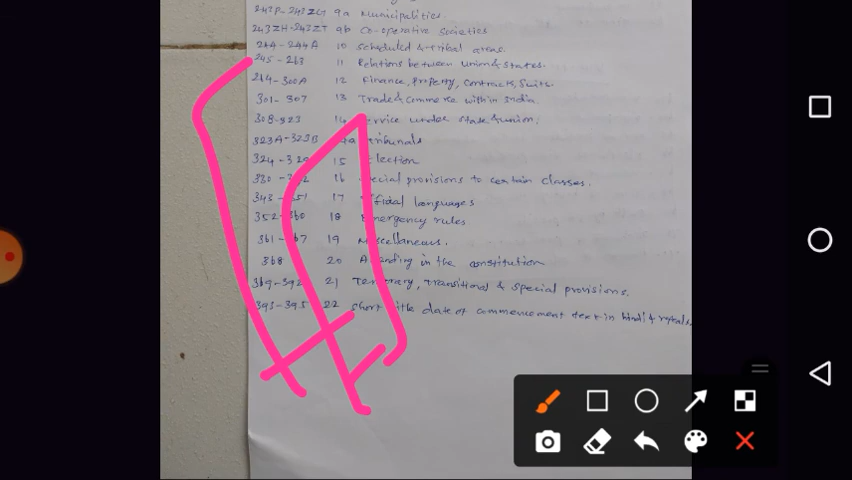 243P-243ZG 9a Municipalities.
243ZH-243ZT 9b Co-operative Societies
244-244A 10 Scheduled & tribal areas.
245-263 11 Relations between Union & States.
264-300A 12 Finance, Property, Contracts, Suits.
301-307 13 Trade & Commerce within India.
308-323 14 Service under State & union.
323A-323B Tribunals
324-329 15 Election
330-342 16 Special provisions to certain classes.
343-351 17 Official languages
352-360 18 Emergency rules
361-367 19 Miscellaneous.
368 20 in the constitution
369-392 21 Temporary, transitional & Special provisions.
393-395 22 Short title date of commencement text in hindi &